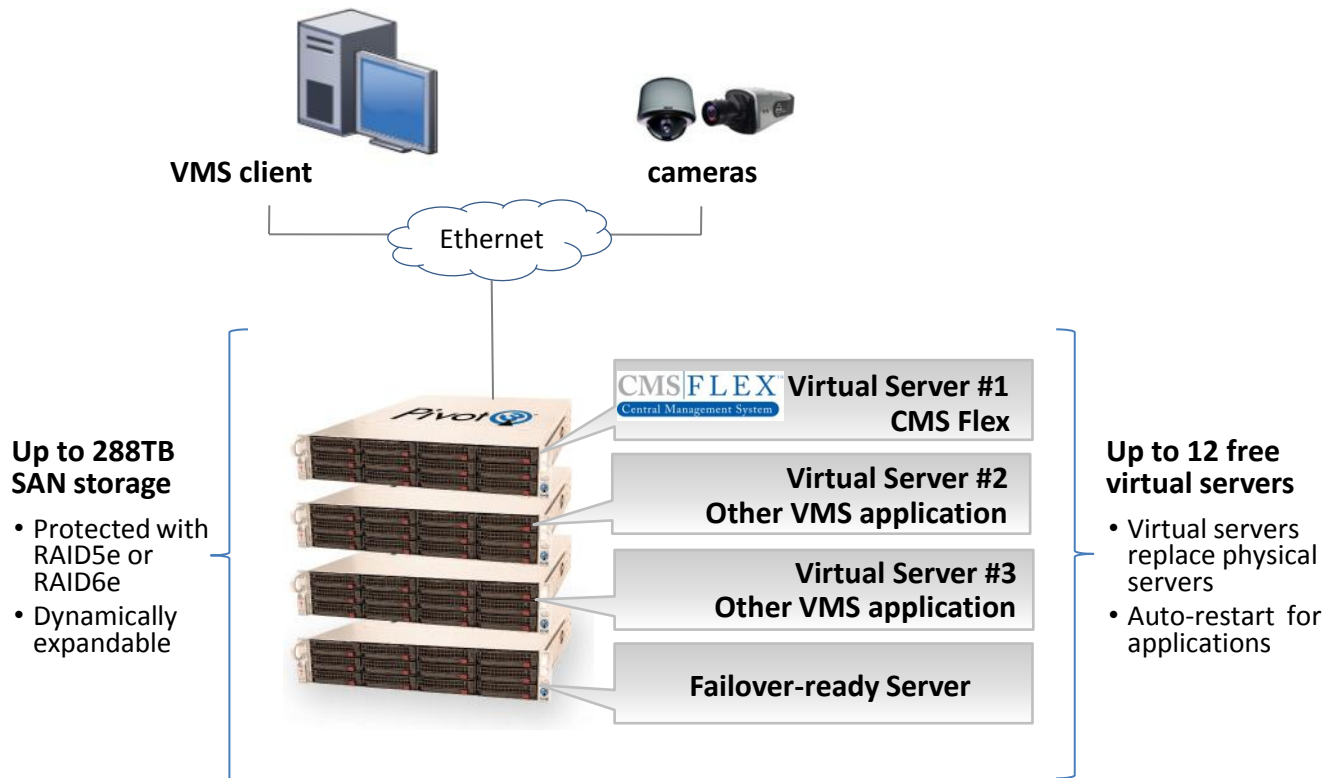 VMS client
cameras
Ethernet
Up to 288TB
SAN storage
• Protected with
RAID5e or
RAID6e
• Dynamically
expandable
Pivot3
CMS FLEX™
Central Management System
Virtual Server #1
CMS Flex
Virtual Server #2
Other VMS application
Virtual Server #3
Other VMS application
Failover-ready Server
Up to 12 free
virtual servers
• Virtual servers
replace physical
servers
• Auto-restart for
applications